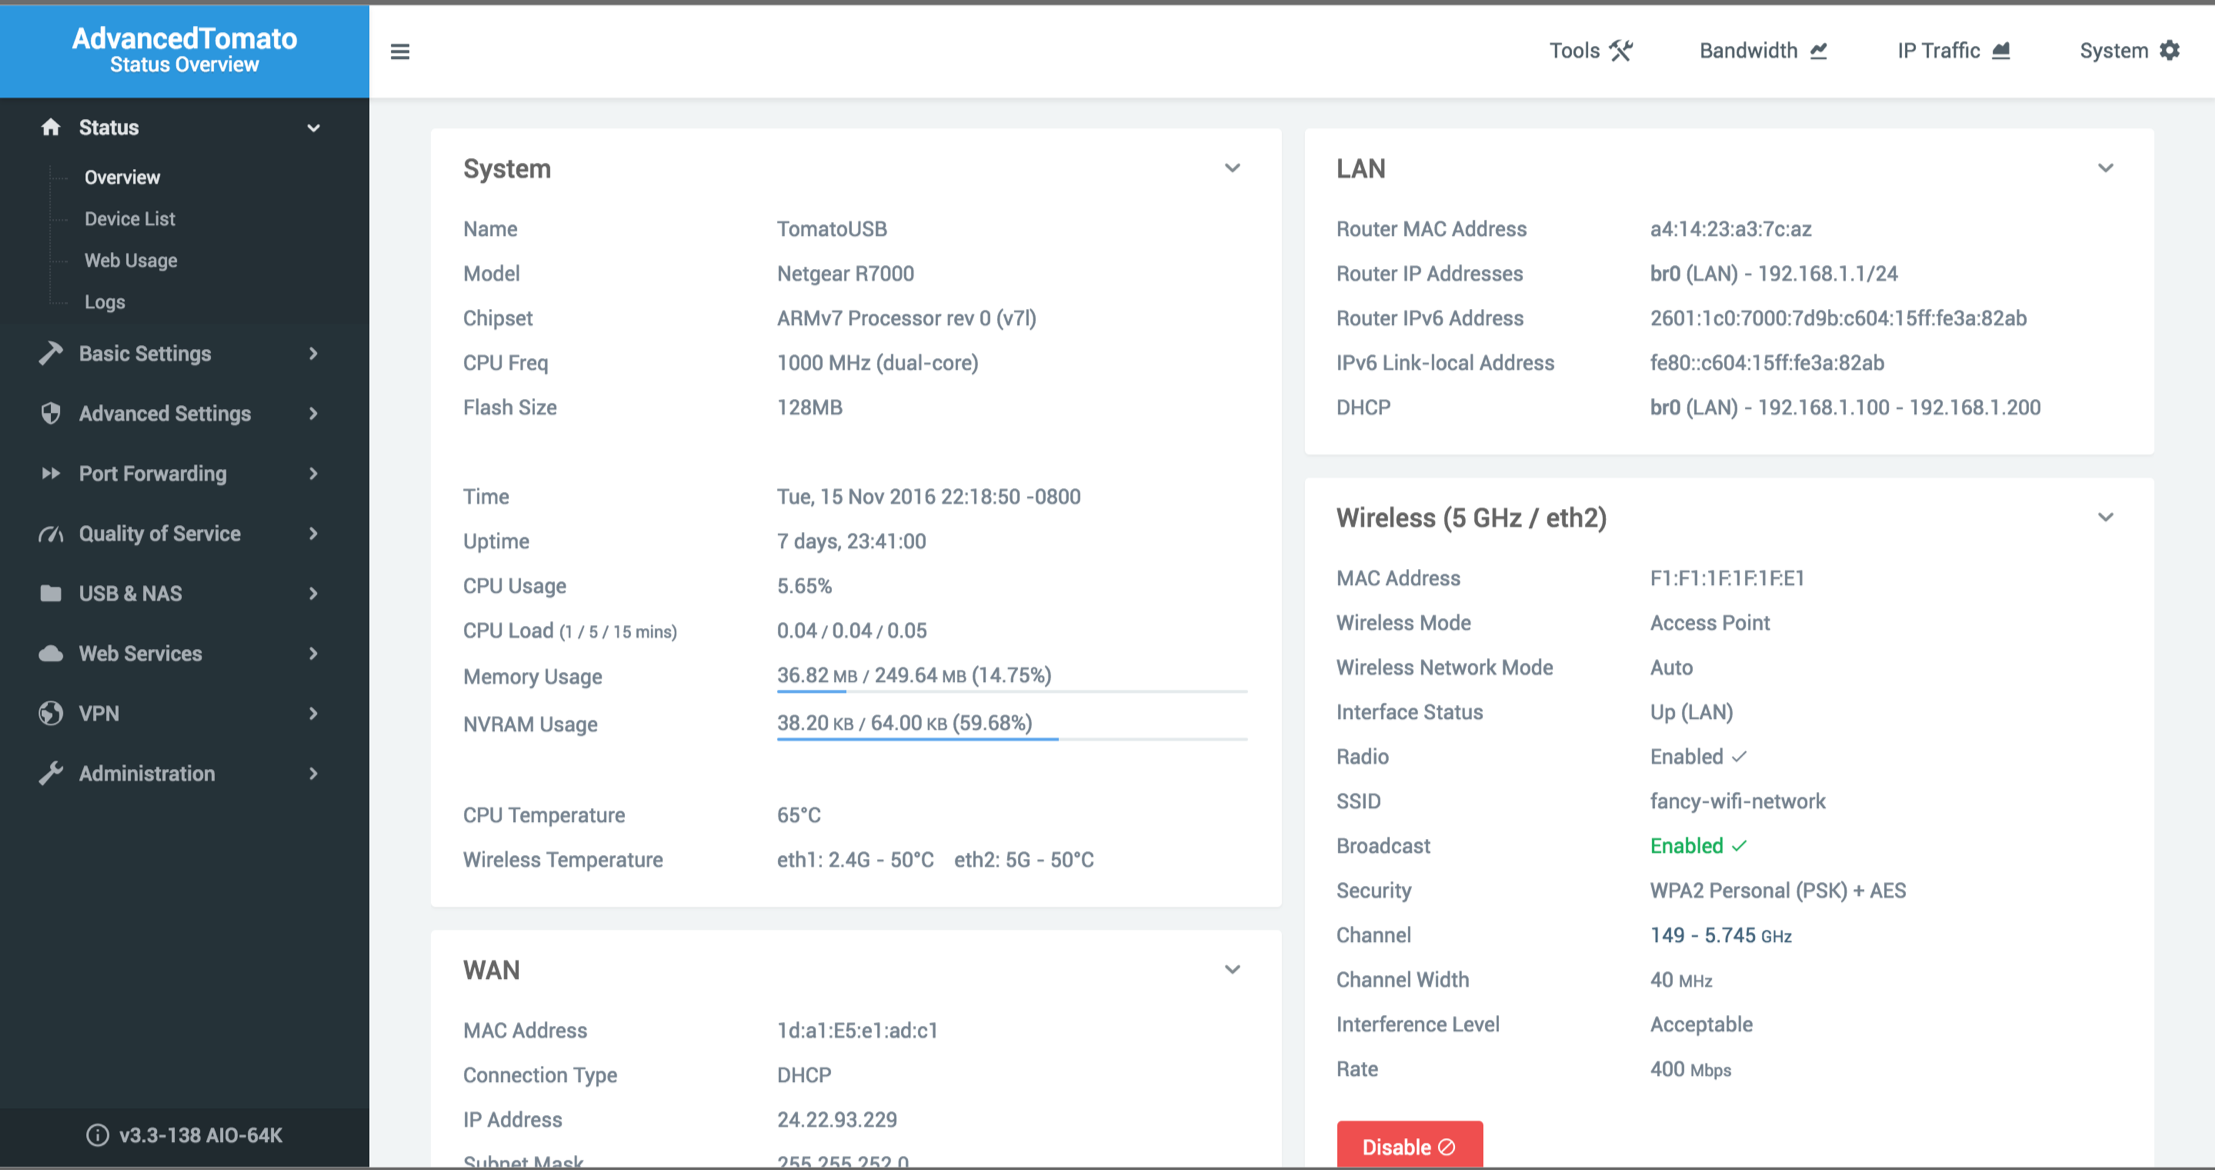 AdvancedTomato
Status Overview
Tools
Bandwidth
IP Traffic
System
Status
Overview
Device List
Web Usage
Logs
Basic Settings
Advanced Settings
Port Forwarding
Quality of Service
USB & NAS
Web Services
VPN
Administration
v3.3-138 AIO-64K
System
Name TomatoUSB
Model Netgear R7000
Chipset ARMv7 Processor rev 0 (v7l)
CPU Freq 1000 MHz (dual-core)
Flash Size 128MB
Time Tue, 15 Nov 2016 22:18:50 -0800
Uptime 7 days, 23:41:00
CPU Usage 5.65%
CPU Load (1 / 5 / 15 mins) 0.04 / 0.04 / 0.05
Memory Usage 36.82 MB / 249.64 MB (14.75%)
NVRAM Usage 38.20 KB / 64.00 KB (59.68%)
CPU Temperature 65°C
Wireless Temperature eth1: 2.4G - 50°C eth2: 5G - 50°C
WAN
MAC Address 1d:a1:E5:e1:ad:c1
Connection Type DHCP
IP Address 24.22.93.229
Subnet Mask 255.255.252.0
LAN
Router MAC Address a4:14:23:a3:7c:az
Router IP Addresses br0 (LAN) - 192.168.1.1/24
Router IPv6 Address 2601:1c0:7000:7d9b:c604:15ff:fe3a:82ab
IPv6 Link-local Address fe80::c604:15ff:fe3a:82ab
DHCP br0 (LAN) - 192.168.1.100 - 192.168.1.200
Wireless (5 GHz / eth2)
MAC Address F1:F1:1F:1F:1F:E1
Wireless Mode Access Point
Wireless Network Mode Auto
Interface Status Up (LAN)
Radio Enabled ✓
SSID fancy-wifi-network
Broadcast Enabled ✓
Security WPA2 Personal (PSK) + AES
Channel 149 - 5.745 GHz
Channel Width 40 MHz
Interference Level Acceptable
Rate 400 Mbps
Disable